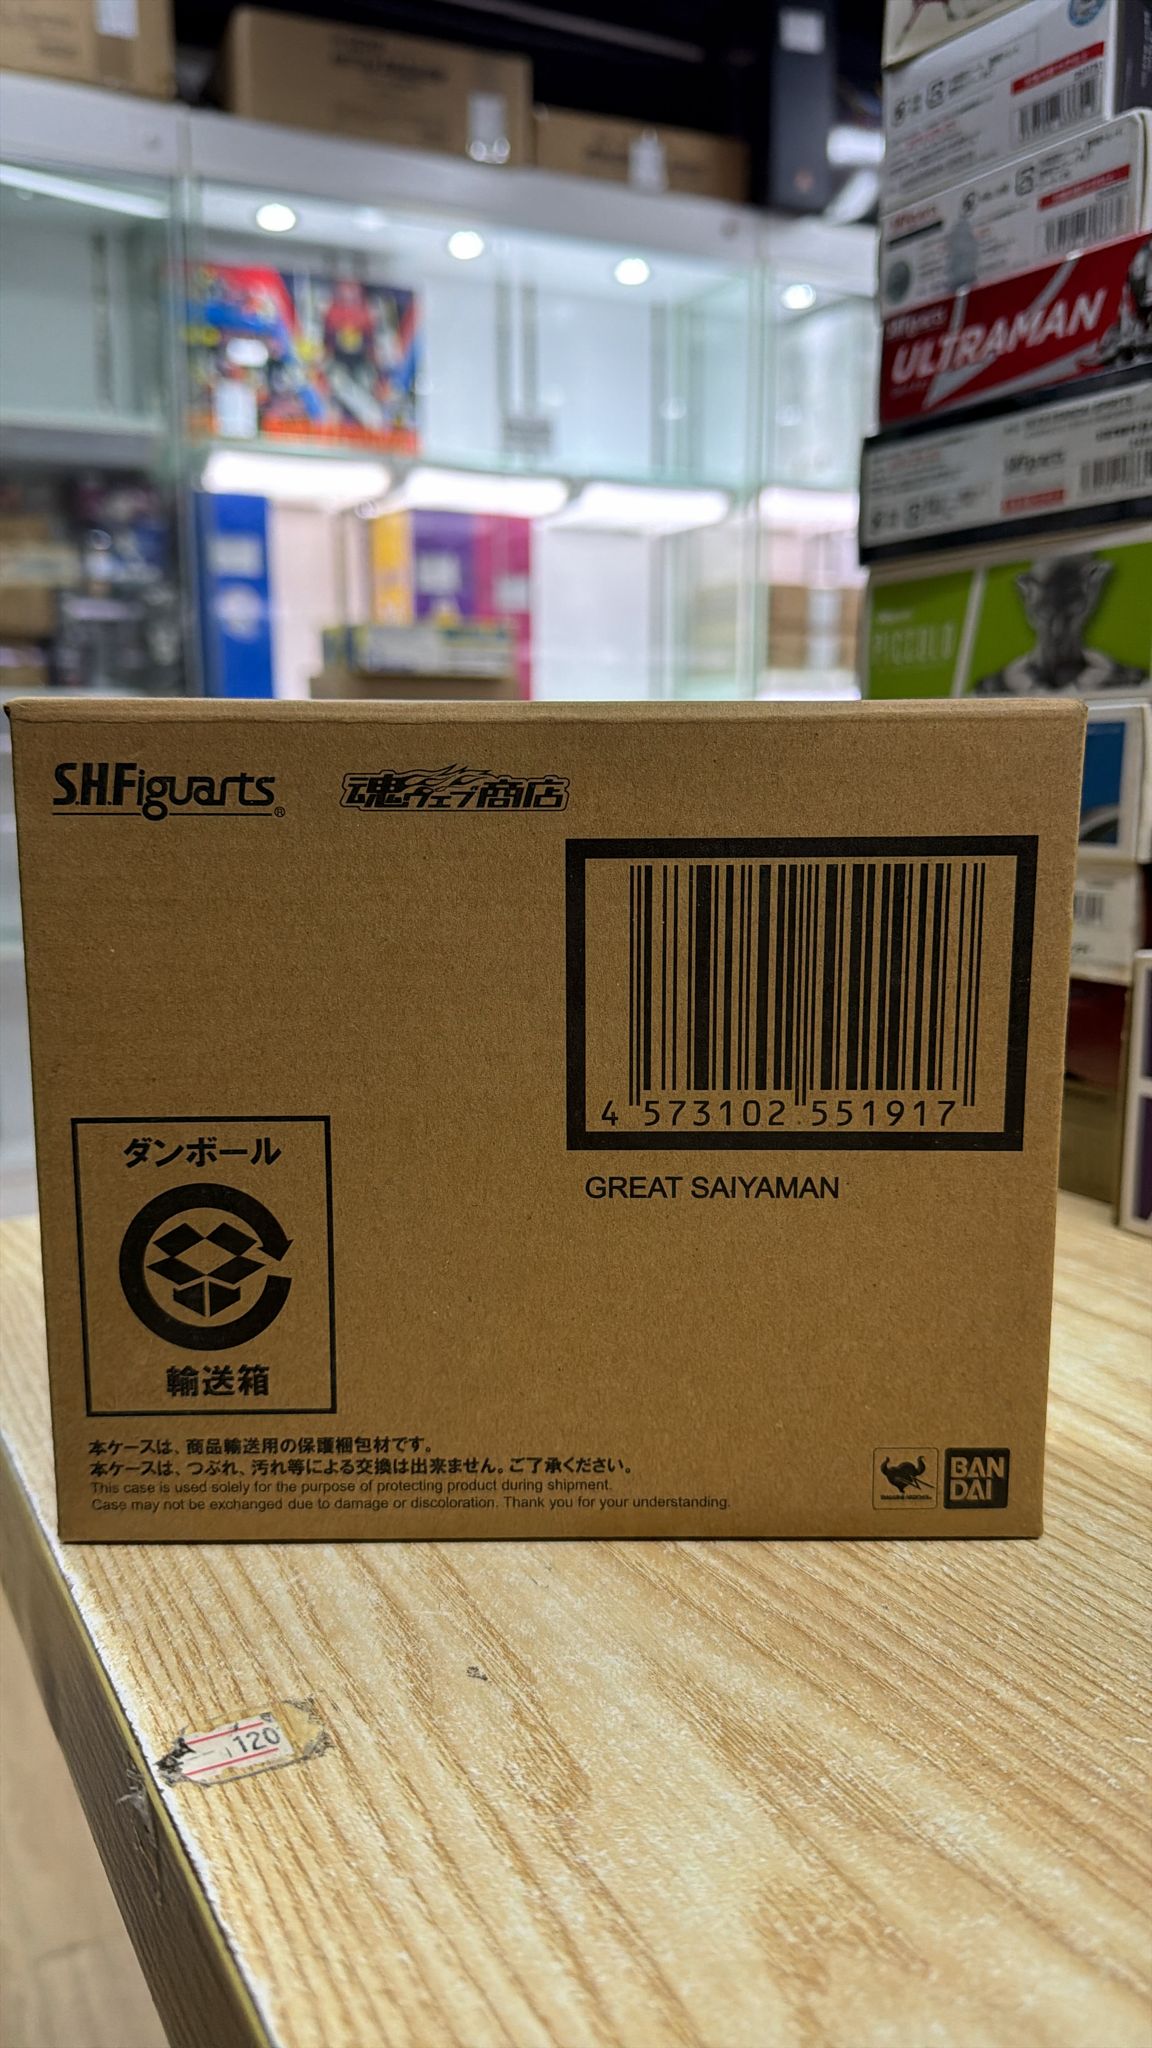 ULTRAMAN
S.H.Figuarts
PICCOLO
S.H.Figuarts®
魂ウェブ商店
4 573102 551917
GREAT SAIYAMAN
ダンボール
輸送箱
本ケースは、商品輸送用の保護梱包材です。
本ケースは、つぶれ、汚れ等による交換は出来ません。ご了承ください。
This case is used solely for the purpose of protecting product during shipment.
Case may not be exchanged due to damage or discoloration. Thank you for your understanding.
BAN
DAI
120